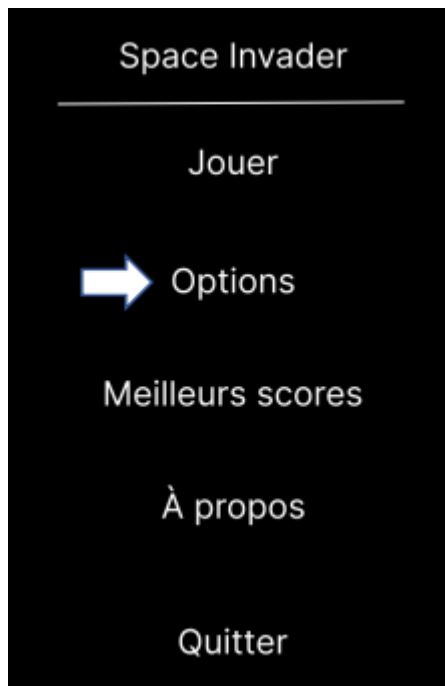 Space Invader
Jouer
Options
Meilleurs scores
À propos
Quitter